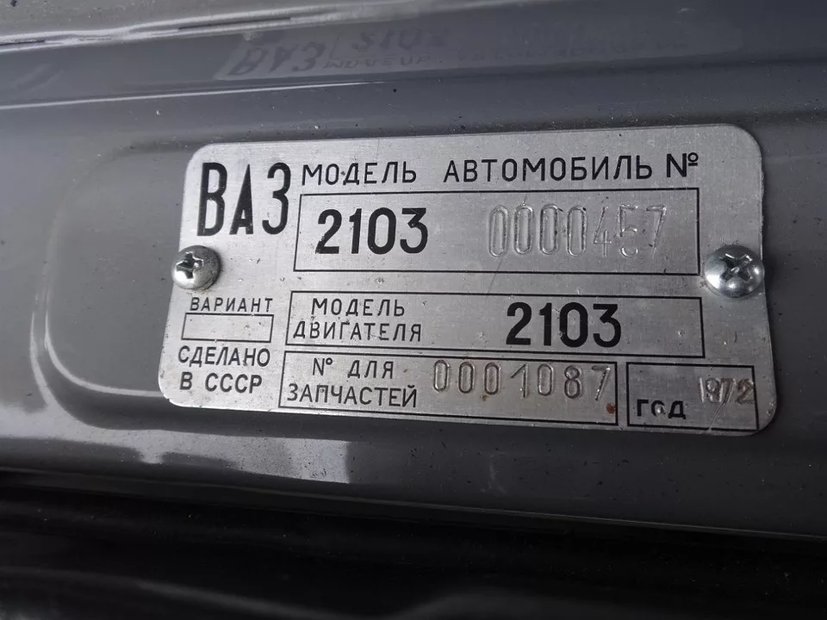 ВАЗ МОДЕЛЬ АВТОМОБИЛЬ №
2103 0000457
ВАРИАНТ
МОДЕЛЬ
ДВИГАТЕЛЯ 2103
СДЕЛАНО
В СССР
№ ДЛЯ
ЗАПЧАСТЕЙ 0001087
год 1972